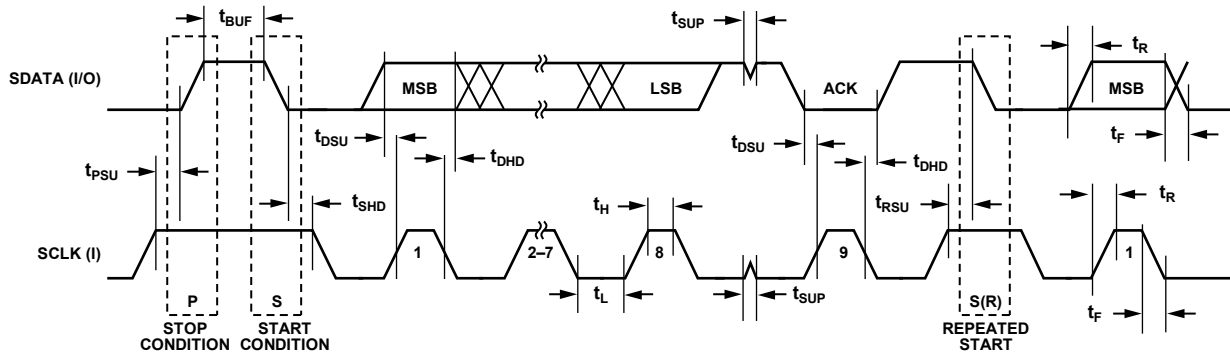 tBUF
tSUP
tR
SDATA (I/O)
MSB
LSB
ACK
MSB
tDSU
tDHD
tDSU
tDHD
tF
tPSU
tSHD
tH
tRSU
tR
SCLK (I)
1
2–7
8
9
1
tL
tSUP
tF
P
S
S(R)
STOP
CONDITION
START
CONDITION
REPEATED
START